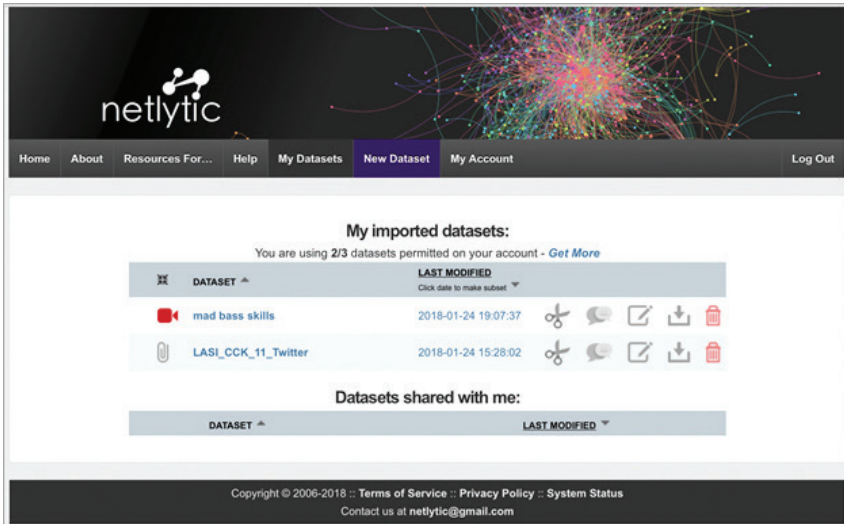 netlytic
Home About Resources For... Help My Datasets New Dataset My Account Log Out
My imported datasets:
You are using 2/3 datasets permitted on your account - Get More
DATASET LAST MODIFIED
Click date to make subset
mad bass skills 2018-01-24 19:07:37
LASI_CCK_11_Twitter 2018-01-24 15:28:02
Datasets shared with me:
DATASET LAST MODIFIED
Copyright © 2006-2018 :: Terms of Service :: Privacy Policy :: System Status
Contact us at netlytic@gmail.com